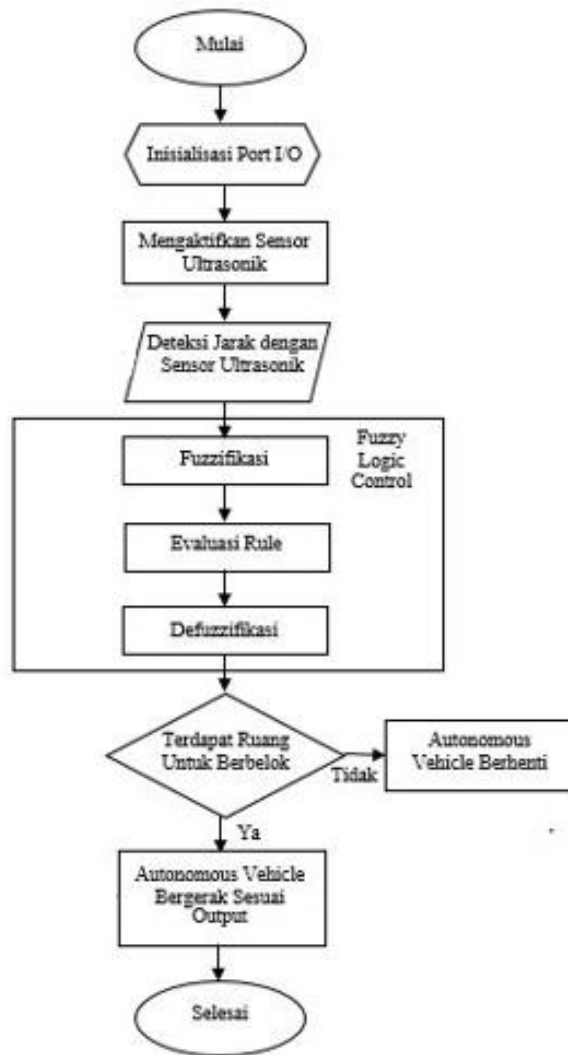 Mulai
Inisialisasi Port I/O
Mengaktifkan Sensor
Ultrasonik
Deteksi Jarak dengan
Sensor Ultrasonik
Fuzzy
Logic
Control
Fuzzifikasi
Evaluasi Rule
Defuzzifikasi
Terdapat Ruang
Untuk Berbelok
Tidak
Autonomous
Vehicle Berhenti
Ya
Autonomous Vehicle
Bergerak Sesuai
Output
Selesai